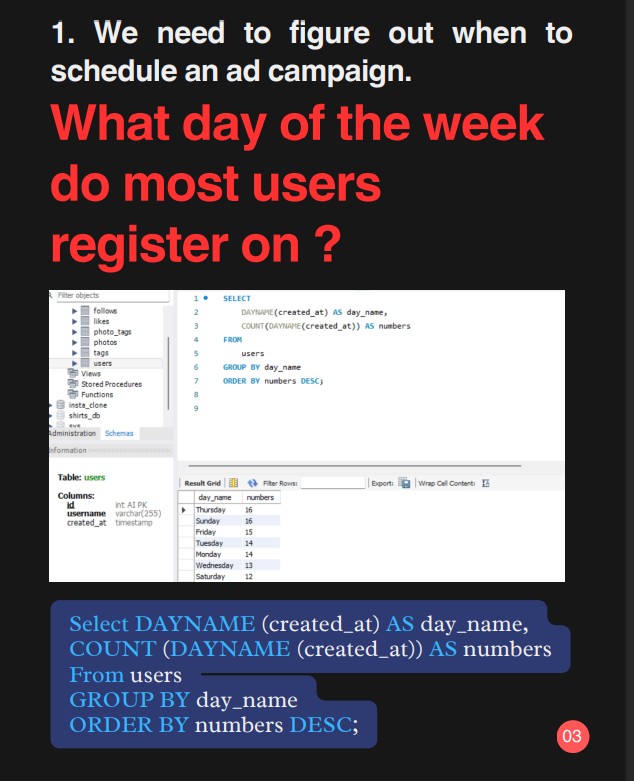 1. We need to figure out when to
schedule an ad campaign.
What day of the week
do most users
register on ?
Filter objects
follows
likes
photo_tags
photos
tags
users
Views
Stored Procedures
Functions
insta_clone
shirts_db
sys
Administration Schemas
Information
Table: users
Columns:
id int AI PK
username varchar(255)
created_at timestamp
1 SELECT
2 DAYNAME(created_at) AS day_name,
3 COUNT(DAYNAME(created_at)) AS numbers
4 FROM
5 users
6 GROUP BY day_name
7 ORDER BY numbers DESC;
8
9
Result Grid Filter Rows: Export: Wrap Cell Content:
day_name numbers
Thursday 16
Sunday 16
Friday 15
Tuesday 14
Monday 14
Wednesday 13
Saturday 12
Select DAYNAME (created_at) AS day_name,
COUNT (DAYNAME (created_at)) AS numbers
From users
GROUP BY day_name
ORDER BY numbers DESC;
03